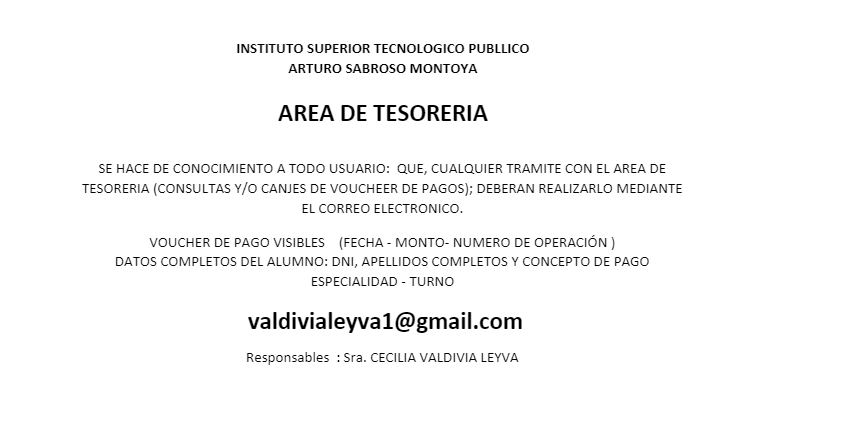 INSTITUTO SUPERIOR TECNOLOGICO PUBLLICO
ARTURO SABROSO MONTOYA
AREA DE TESORERIA
SE HACE DE CONOCIMIENTO A TODO USUARIO: QUE, CUALQUIER TRAMITE CON EL AREA DE
TESORERIA (CONSULTAS Y/O CANJES DE VOUCHEER DE PAGOS); DEBERAN REALIZARLO MEDIANTE
EL CORREO ELECTRONICO.
VOUCHER DE PAGO VISIBLES (FECHA - MONTO- NUMERO DE OPERACIÓN )
DATOS COMPLETOS DEL ALUMNO: DNI, APELLIDOS COMPLETOS Y CONCEPTO DE PAGO
ESPECIALIDAD - TURNO
valdivialeyva1@gmail.com
Responsables : Sra. CECILIA VALDIVIA LEYVA